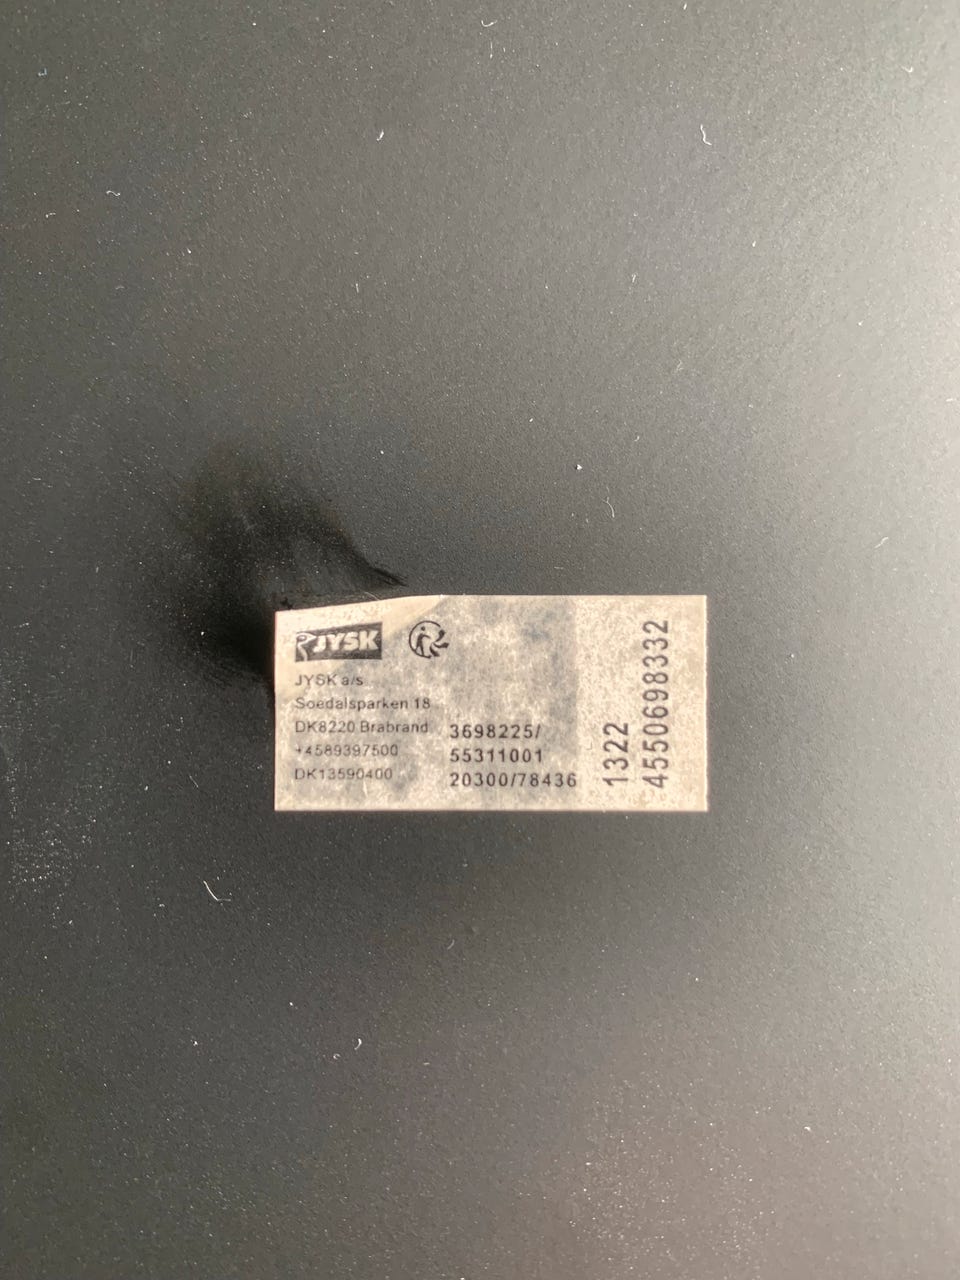 JYSK
JYSK a/s
Soedalsparken 18
DK8220 Brabrand
+4589397500
DK13590400
3698225/
55311001
20300/78436
1322
4550698332